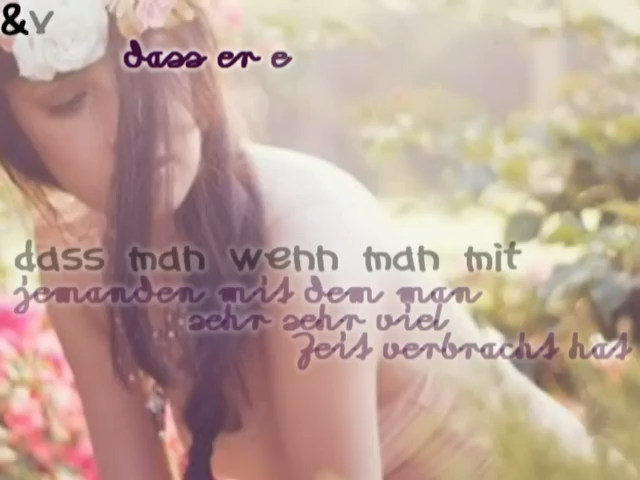 &v
dass er e
dass man wenn man mit
jemanden mit dem man
sehr sehr viel
Zeit verbracht hat